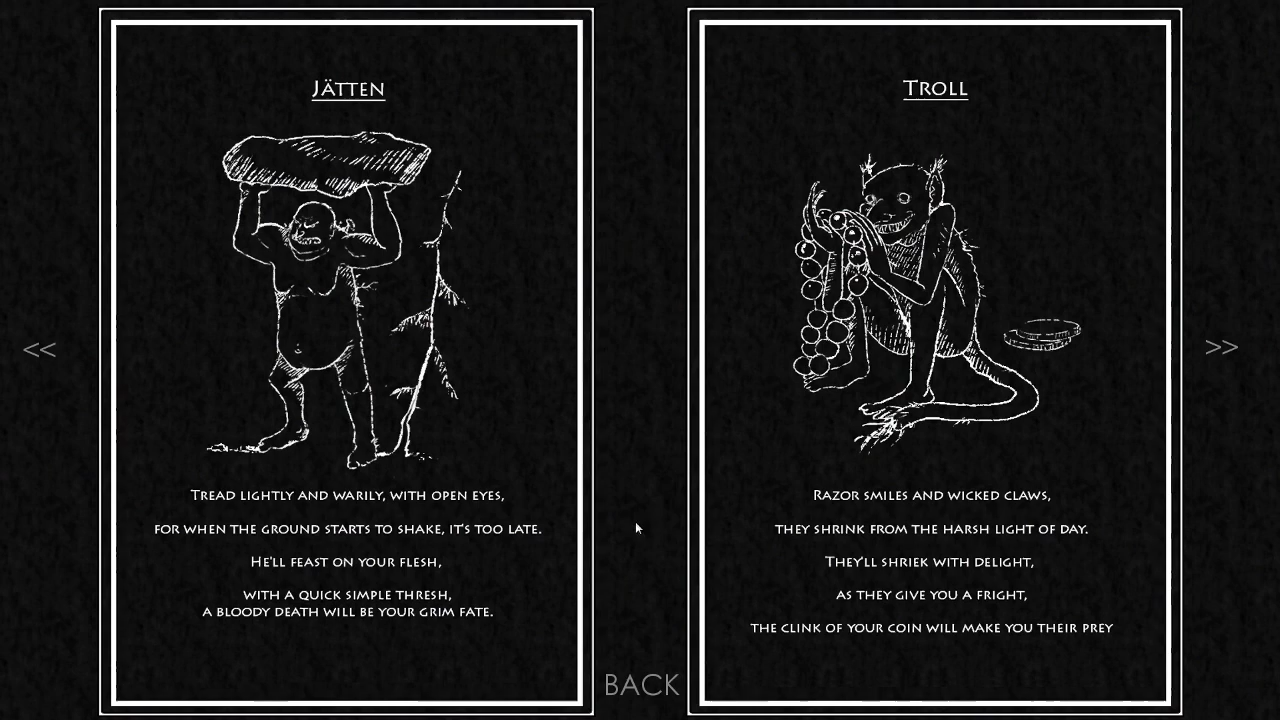 Jätten
Tread lightly and warily, with open eyes,
for when the ground starts to shake, it's too late.
He'll feast on your flesh,
with a quick simple thresh,
a bloody death will be your grim fate.
Troll
Razor smiles and wicked claws,
they shrink from the harsh light of day.
They'll shriek with delight,
as they give you a fright,
the clink of your coin will make you their prey
<<
>>
BACK